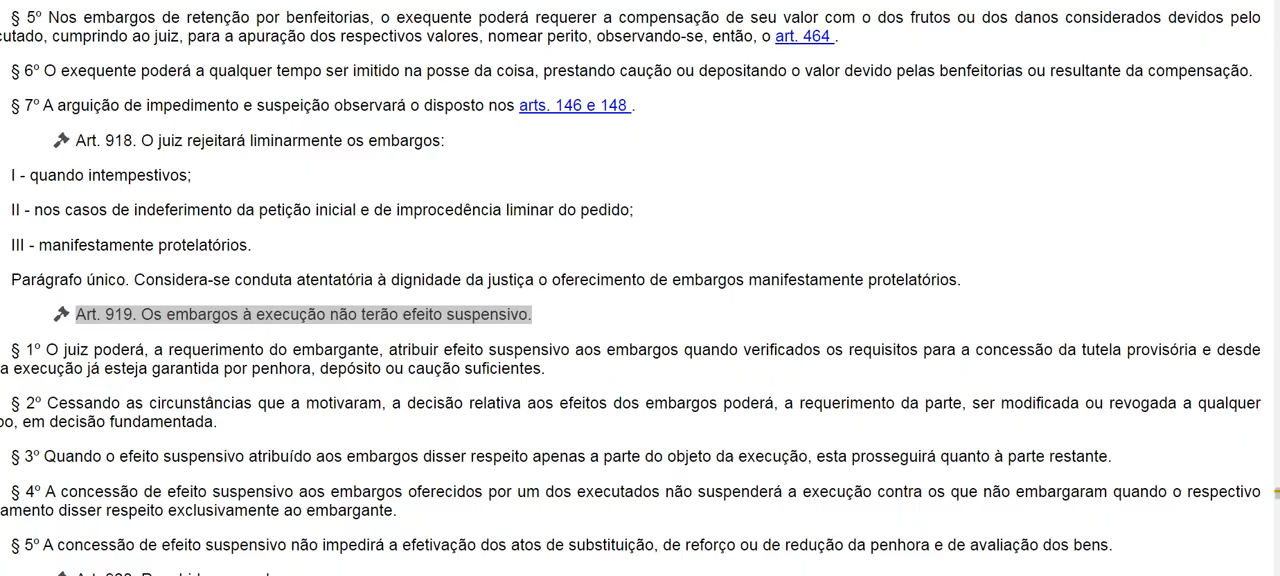 § 5º Nos embargos de retenção por benfeitorias, o exequente poderá requerer a compensação de seu valor com o dos frutos ou dos danos considerados devidos pelo
cutado, cumprindo ao juiz, para a apuração dos respectivos valores, nomear perito, observando-se, então, o art. 464 .
§ 6º O exequente poderá a qualquer tempo ser imitido na posse da coisa, prestando caução ou depositando o valor devido pelas benfeitorias ou resultante da compensação.
§ 7º A arguição de impedimento e suspeição observará o disposto nos arts. 146 e 148 .
Art. 918. O juiz rejeitará liminarmente os embargos:
I - quando intempestivos;
II - nos casos de indeferimento da petição inicial e de improcedência liminar do pedido;
III - manifestamente protelatórios.
Parágrafo único. Considera-se conduta atentatória à dignidade da justiça o oferecimento de embargos manifestamente protelatórios.
Art. 919. Os embargos à execução não terão efeito suspensivo.
§ 1º O juiz poderá, a requerimento do embargante, atribuir efeito suspensivo aos embargos quando verificados os requisitos para a concessão da tutela provisória e desde
a execução já esteja garantida por penhora, depósito ou caução suficientes.
§ 2º Cessando as circunstâncias que a motivaram, a decisão relativa aos efeitos dos embargos poderá, a requerimento da parte, ser modificada ou revogada a qualquer
po, em decisão fundamentada.
§ 3º Quando o efeito suspensivo atribuído aos embargos disser respeito apenas a parte do objeto da execução, esta prosseguirá quanto à parte restante.
§ 4º A concessão de efeito suspensivo aos embargos oferecidos por um dos executados não suspenderá a execução contra os que não embargaram quando o respectivo
amento disser respeito exclusivamente ao embargante.
§ 5º A concessão de efeito suspensivo não impedirá a efetivação dos atos de substituição, de reforço ou de redução da penhora e de avaliação dos bens.